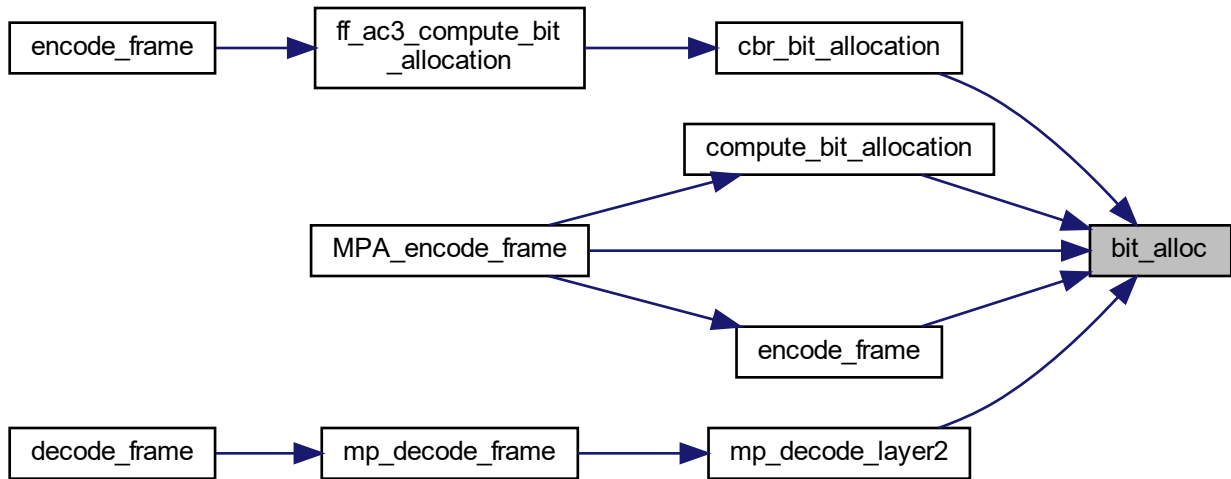 encode_frame
ff_ac3_compute_bit
_allocation
cbr_bit_allocation
compute_bit_allocation
MPA_encode_frame
bit_alloc
encode_frame
decode_frame
mp_decode_frame
mp_decode_layer2